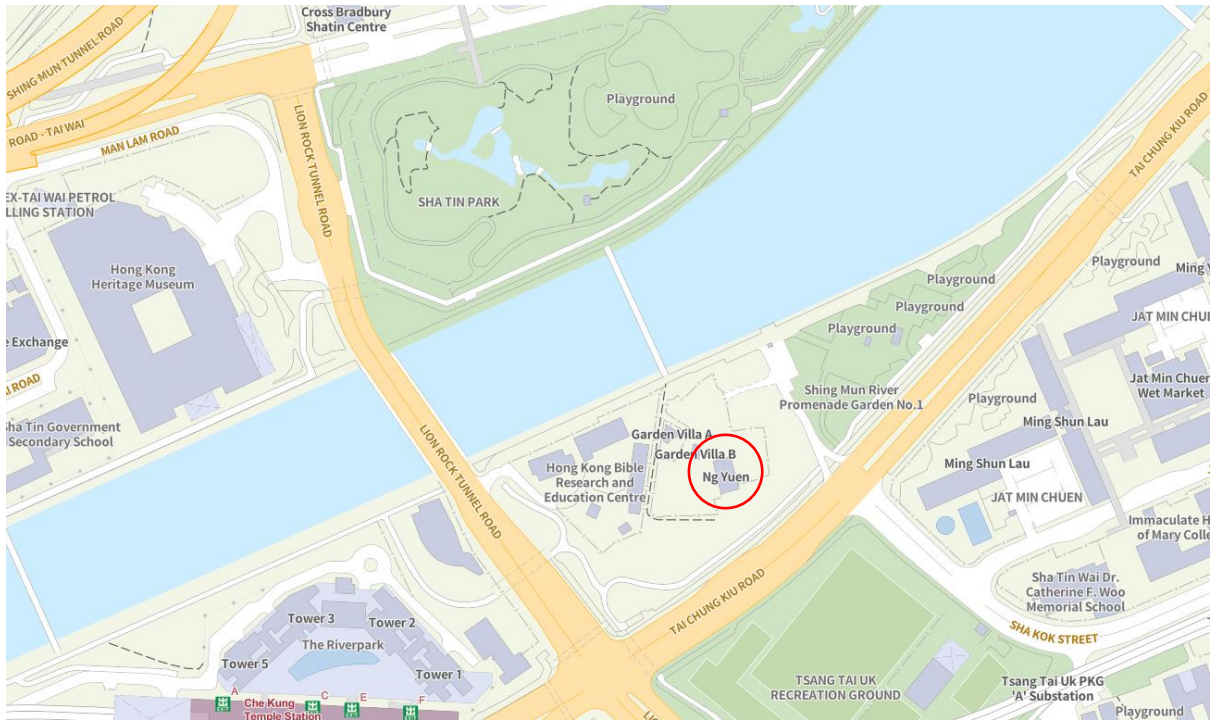 Cross Bradbury
Shatin Centre
SHING MUN TUNNEL ROAD
ROAD - TAI WAI
MAN LAM ROAD
LION ROCK TUNNEL ROAD
Playground
TAI CHUNG KIU ROAD
EX-TAI WAI PETROL
LLING STATION
SHA TIN PARK
Hong Kong
Heritage Museum
Playground
Playground
Playground
Playground
Ming Y
JAT MIN CHUEN
e Exchange
AI ROAD
Sha Tin Government
Secondary School
Shing Mun River
Promenade Garden No.1
Jat Min Chuen
Wet Market
Playground
Ming Shun Lau
LION ROCK TUNNEL ROAD
Garden Villa A
Garden Villa B
Ng Yuen
Hong Kong Bible
Research and
Education Centre
Ming Shun Lau
JAT MIN CHUEN
Immaculate H
of Mary Colle
TAI CHUNG KIU ROAD
Sha Tin Wai Dr.
Catherine F. Woo
Memorial School
SHA KOK STREET
Tower 3
Tower 2
The Riverpark
Tower 5
Tower 1
TSANG TAI UK
RECREATION GROUND
Tsang Tai Uk PKG
'A' Substation
Playground
A
C
E
F
Che Kung
Temple Station
LIO